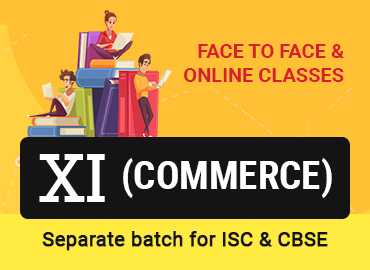 FACE TO FACE &
ONLINE CLASSES
XI (COMMERCE)
Separate batch for ISC & CBSE